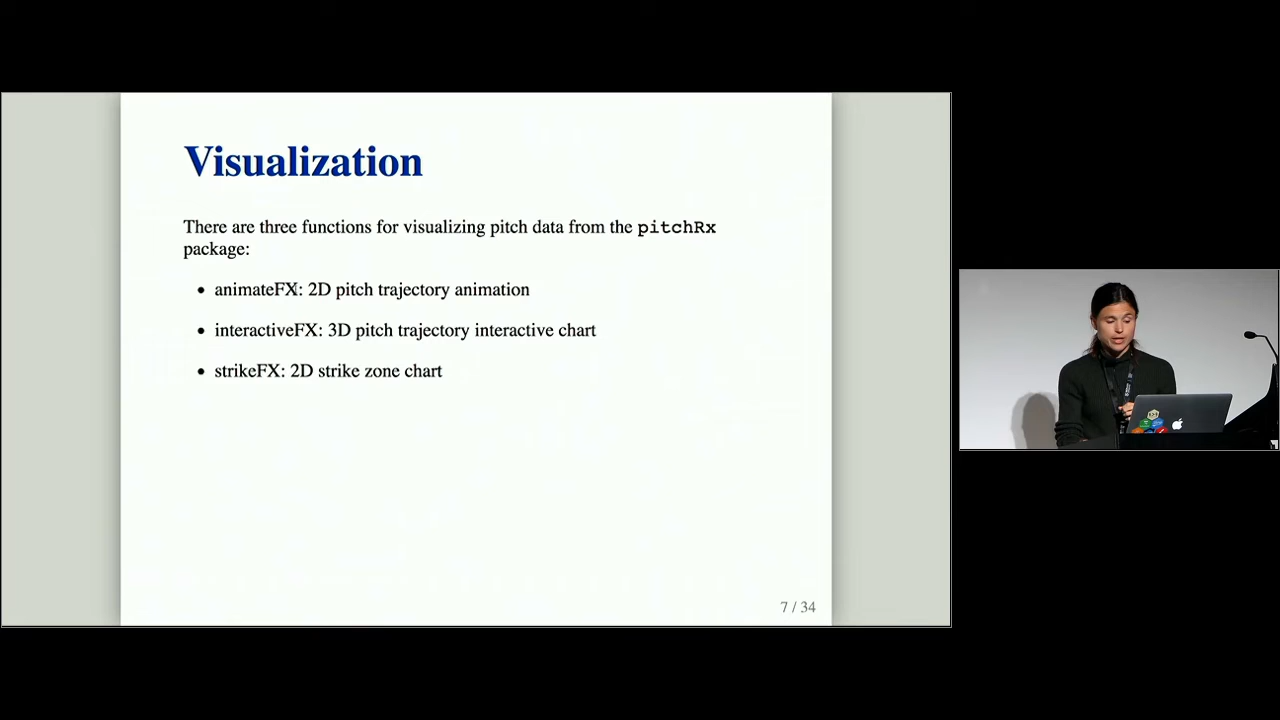 Visualization
There are three functions for visualizing pitch data from the pitchRx
package:
• animateFX: 2D pitch trajectory animation
• interactiveFX: 3D pitch trajectory interactive chart
• strikeFX: 2D strike zone chart
7 / 34